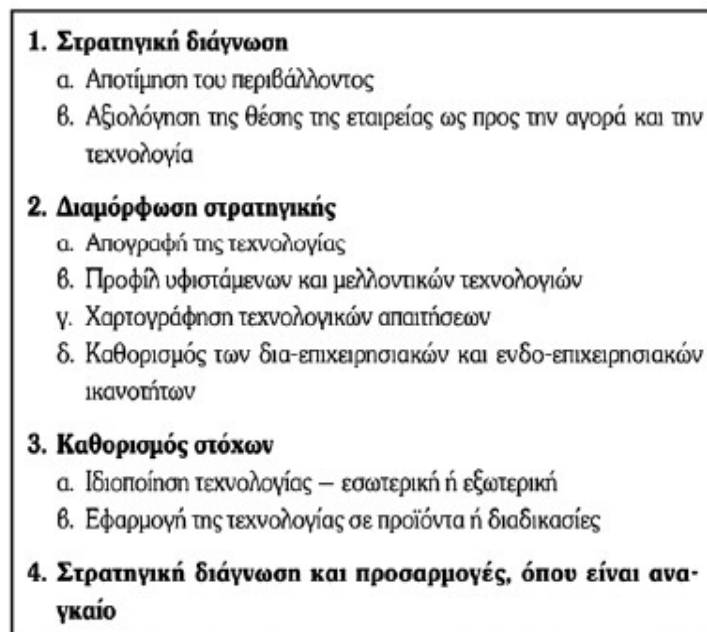 1. Στρατηγική διάγνωση
α. Αποτίμηση του περιβάλλοντος
β. Αξιολόγηση της θέσης της εταιρείας ως προς την αγορά και την
τεχνολογία
2. Διαμόρφωση στρατηγικής
α. Απογραφή της τεχνολογίας
β. Προφίλ υφιστάμενων και μελλοντικών τεχνολογιών
γ. Χαρτογράφηση τεχνολογικών απαιτήσεων
δ. Καθορισμός των δια-επιχειρησιακών και ενδο-επιχειρησιακών
ικανοτήτων
3. Καθορισμός στόχων
α. Ιδιοποίηση τεχνολογίας – εσωτερική ή εξωτερική
β. Εφαρμογή της τεχνολογίας σε προϊόντα ή διαδικασίες
4. Στρατηγική διάγνωση και προσαρμογές, όπου είναι ανα-
γκαίο